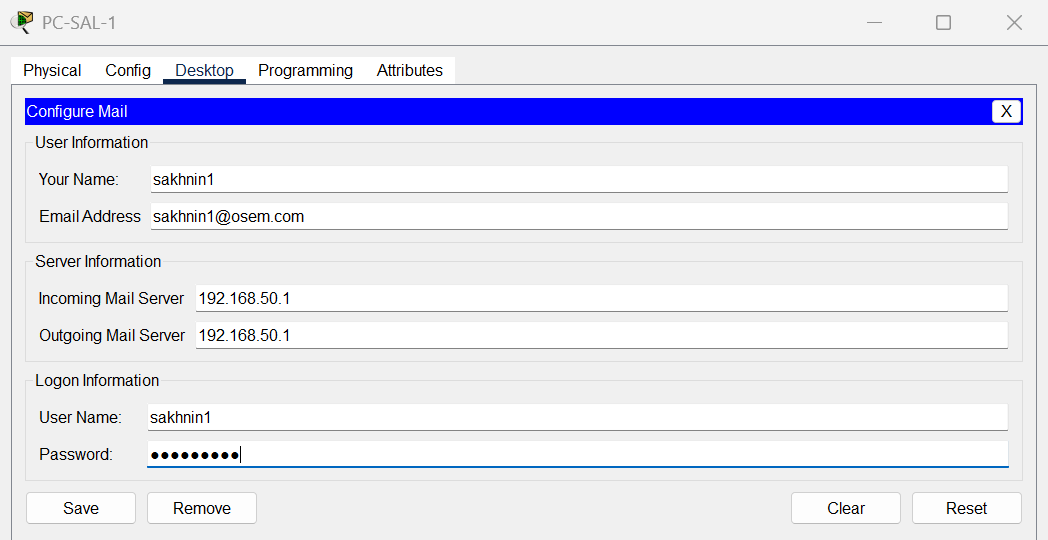 PC-SAL-1
Physical Config Desktop Programming Attributes
Configure Mail X
User Information
Your Name: sakhnin1
Email Address sakhnin1@osem.com
Server Information
Incoming Mail Server 192.168.50.1
Outgoing Mail Server 192.168.50.1
Logon Information
User Name: sakhnin1
Password: ●●●●●●●●●
Save Remove Clear Reset